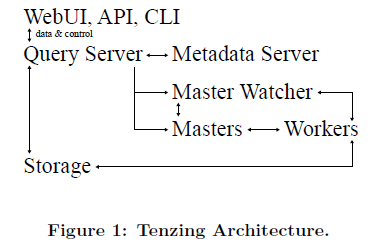 WebUI, API, CLI
data & control
Query Server Metadata Server
Master Watcher
Masters Workers
Storage
Figure 1: Tenzing Architecture.